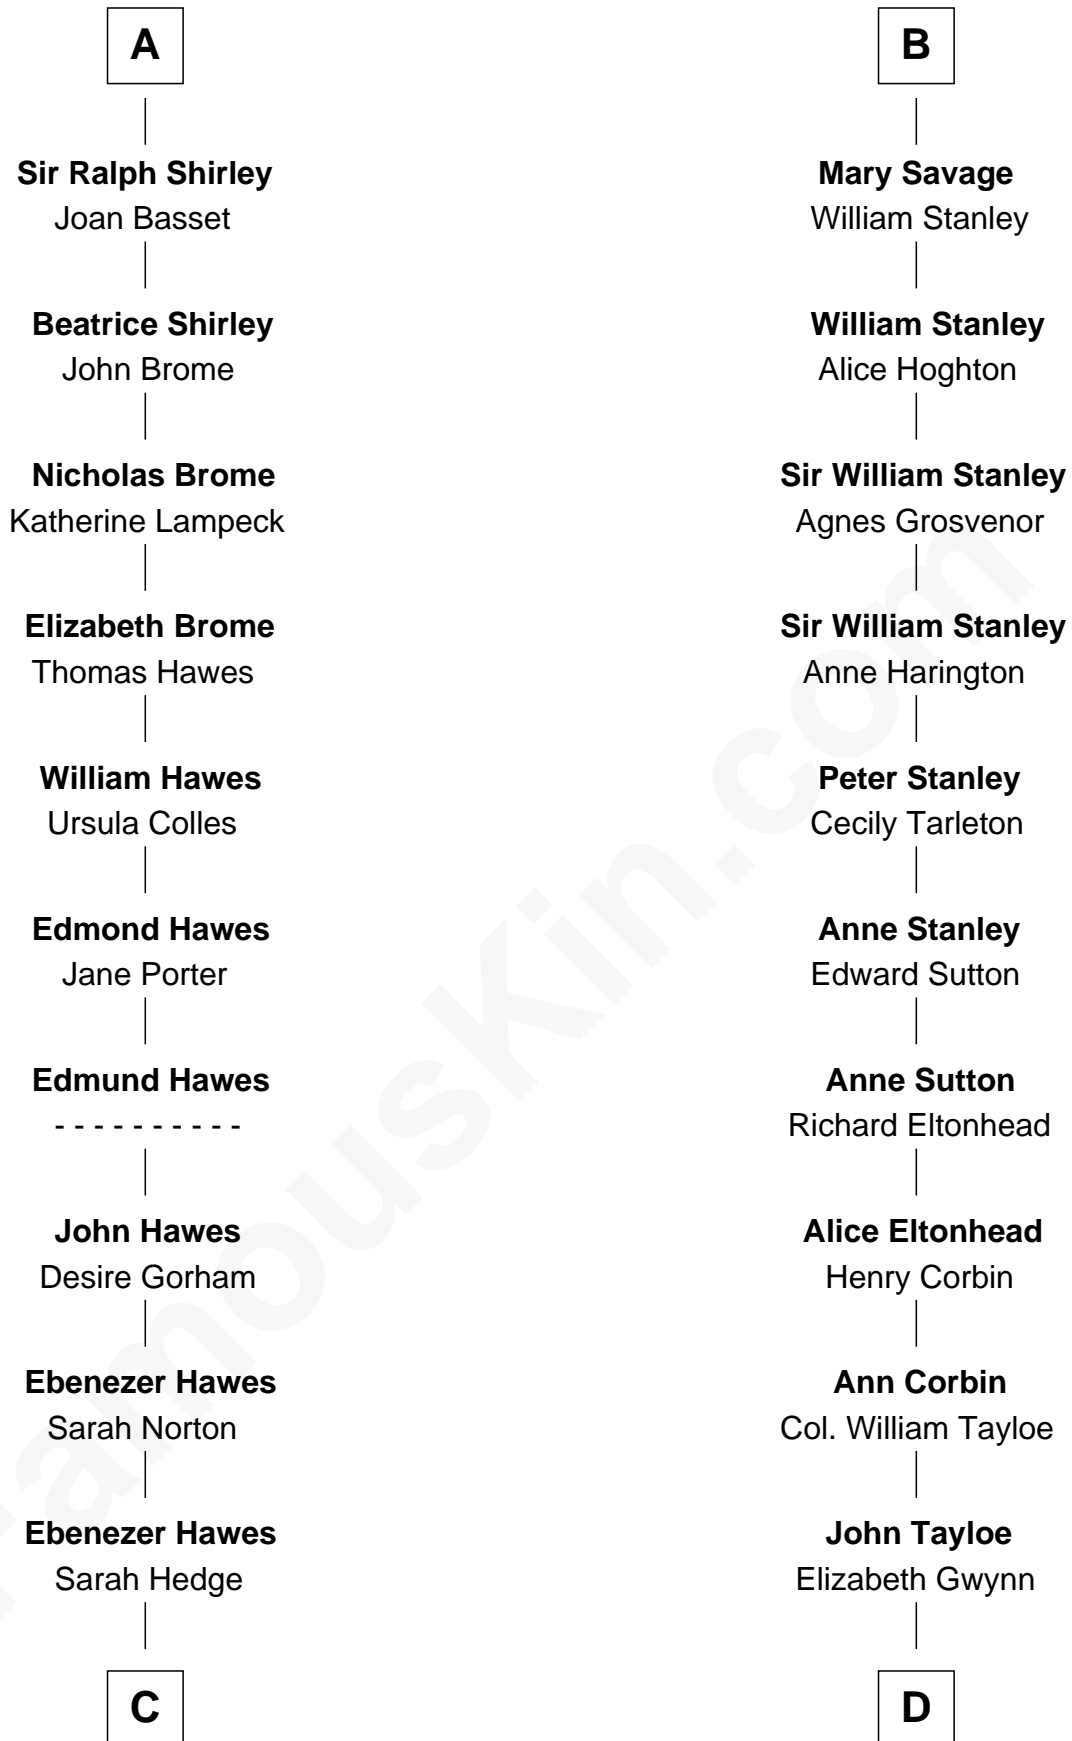 A
Sir Ralph Shirley
Joan Basset
Beatrice Shirley
John Brome
Nicholas Brome
Katherine Lampeck
Elizabeth Brome
Thomas Hawes
William Hawes
Ursula Colles
Edmond Hawes
Jane Porter
Edmund Hawes
- - - - - - - - - -
John Hawes
Desire Gorham
Ebenezer Hawes
Sarah Norton
Ebenezer Hawes
Sarah Hedge
C
B
Mary Savage
William Stanley
William Stanley
Alice Hoghton
Sir William Stanley
Agnes Grosvenor
Sir William Stanley
Anne Harington
Peter Stanley
Cecily Tarleton
Anne Stanley
Edward Sutton
Anne Sutton
Richard Eltonhead
Alice Eltonhead
Henry Corbin
Ann Corbin
Col. William Tayloe
John Tayloe
Elizabeth Gwynn
D
FamousKin.com